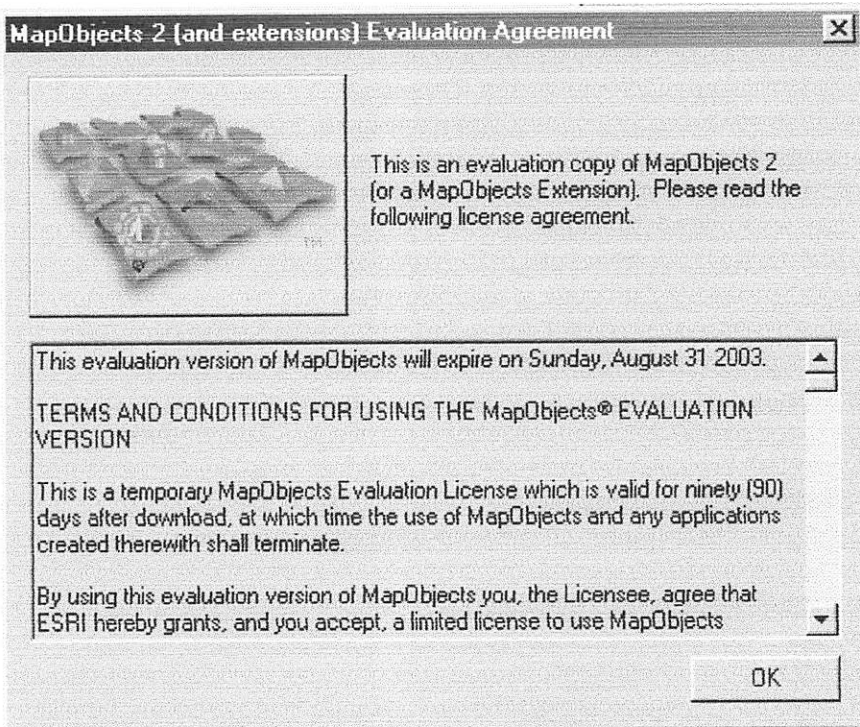 MapObjects 2 (and extensions) Evaluation Agreement
This is an evaluation copy of MapObjects 2
(or a MapObjects Extension). Please read the
following license agreement.
TM
This evaluation version of MapObjects will expire on Sunday, August 31 2003.
TERMS AND CONDITIONS FOR USING THE MapObjects® EVALUATION
VERSION
This is a temporary MapObjects Evaluation License which is valid for ninety (90)
days after download, at which time the use of MapObjects and any applications
created therewith shall terminate.
By using this evaluation version of MapObjects you, the Licensee, agree that
ESRI hereby grants, and you accept, a limited license to use MapObjects
OK